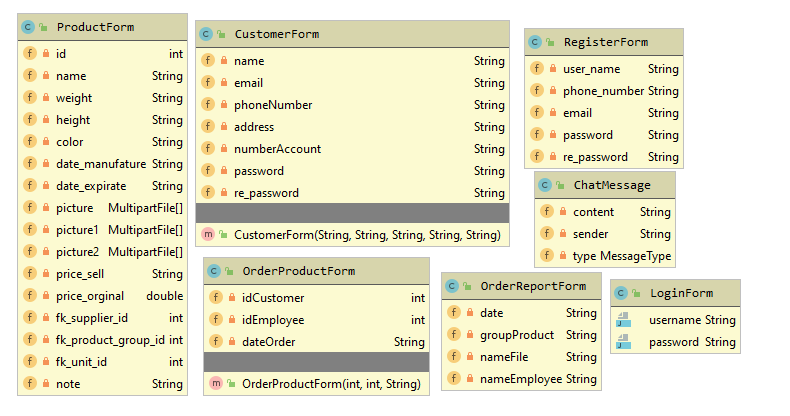 ProductForm
id int
name String
weight String
height String
color String
date_manufature String
date_expirate String
picture MultipartFile[]
picture1 MultipartFile[]
picture2 MultipartFile[]
price_sell String
price_orginal double
fk_supplier_id int
fk_product_group_id int
fk_unit_id int
note String
CustomerForm
name String
email String
phoneNumber String
address String
numberAccount String
password String
re_password String
CustomerForm(String, String, String, String, String)
RegisterForm
user_name String
phone_number String
email String
password String
re_password String
ChatMessage
content String
sender String
type MessageType
OrderProductForm
idCustomer int
idEmployee int
dateOrder String
OrderProductForm(int, int, String)
OrderReportForm
date String
groupProduct String
nameFile String
nameEmployee String
LoginForm
username String
password String